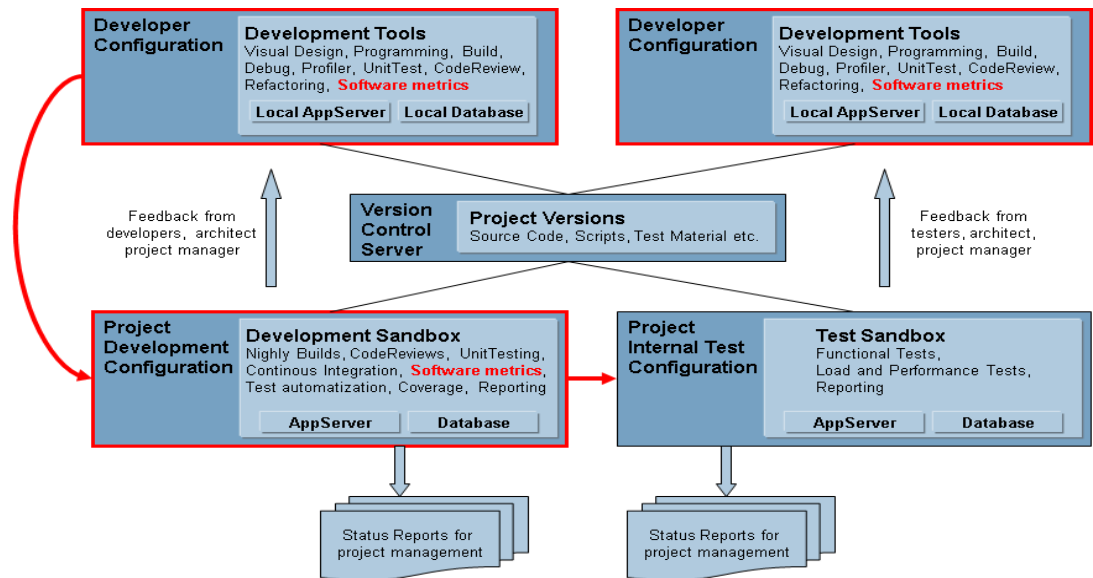 Developer
Configuration
Development Tools
Visual Design, Programming, Build,
Debug, Profiler, UnitTest, CodeReview,
Refactoring, Software metrics
Local AppServer
Local Database
Developer
Configuration
Development Tools
Visual Design, Programming, Build,
Debug, Profiler, UnitTest, CodeReview,
Refactoring, Software metrics
Local AppServer
Local Database
Feedback from
developers, architect
project manager
Version
Control
Server
Project Versions
Source Code, Scripts, Test Material etc.
Feedback from
testers, architect,
project manager
Project
Development
Configuration
Development Sandbox
Nighly Builds, CodeReviews, UnitTesting,
Continous Integration, Software metrics,
Test automatization, Coverage, Reporting
AppServer
Database
Project
Internal Test
Configuration
Test Sandbox
Functional Tests,
Load and Performance Tests,
Reporting
AppServer
Database
Status Reports for
project management
Status Reports for
project management